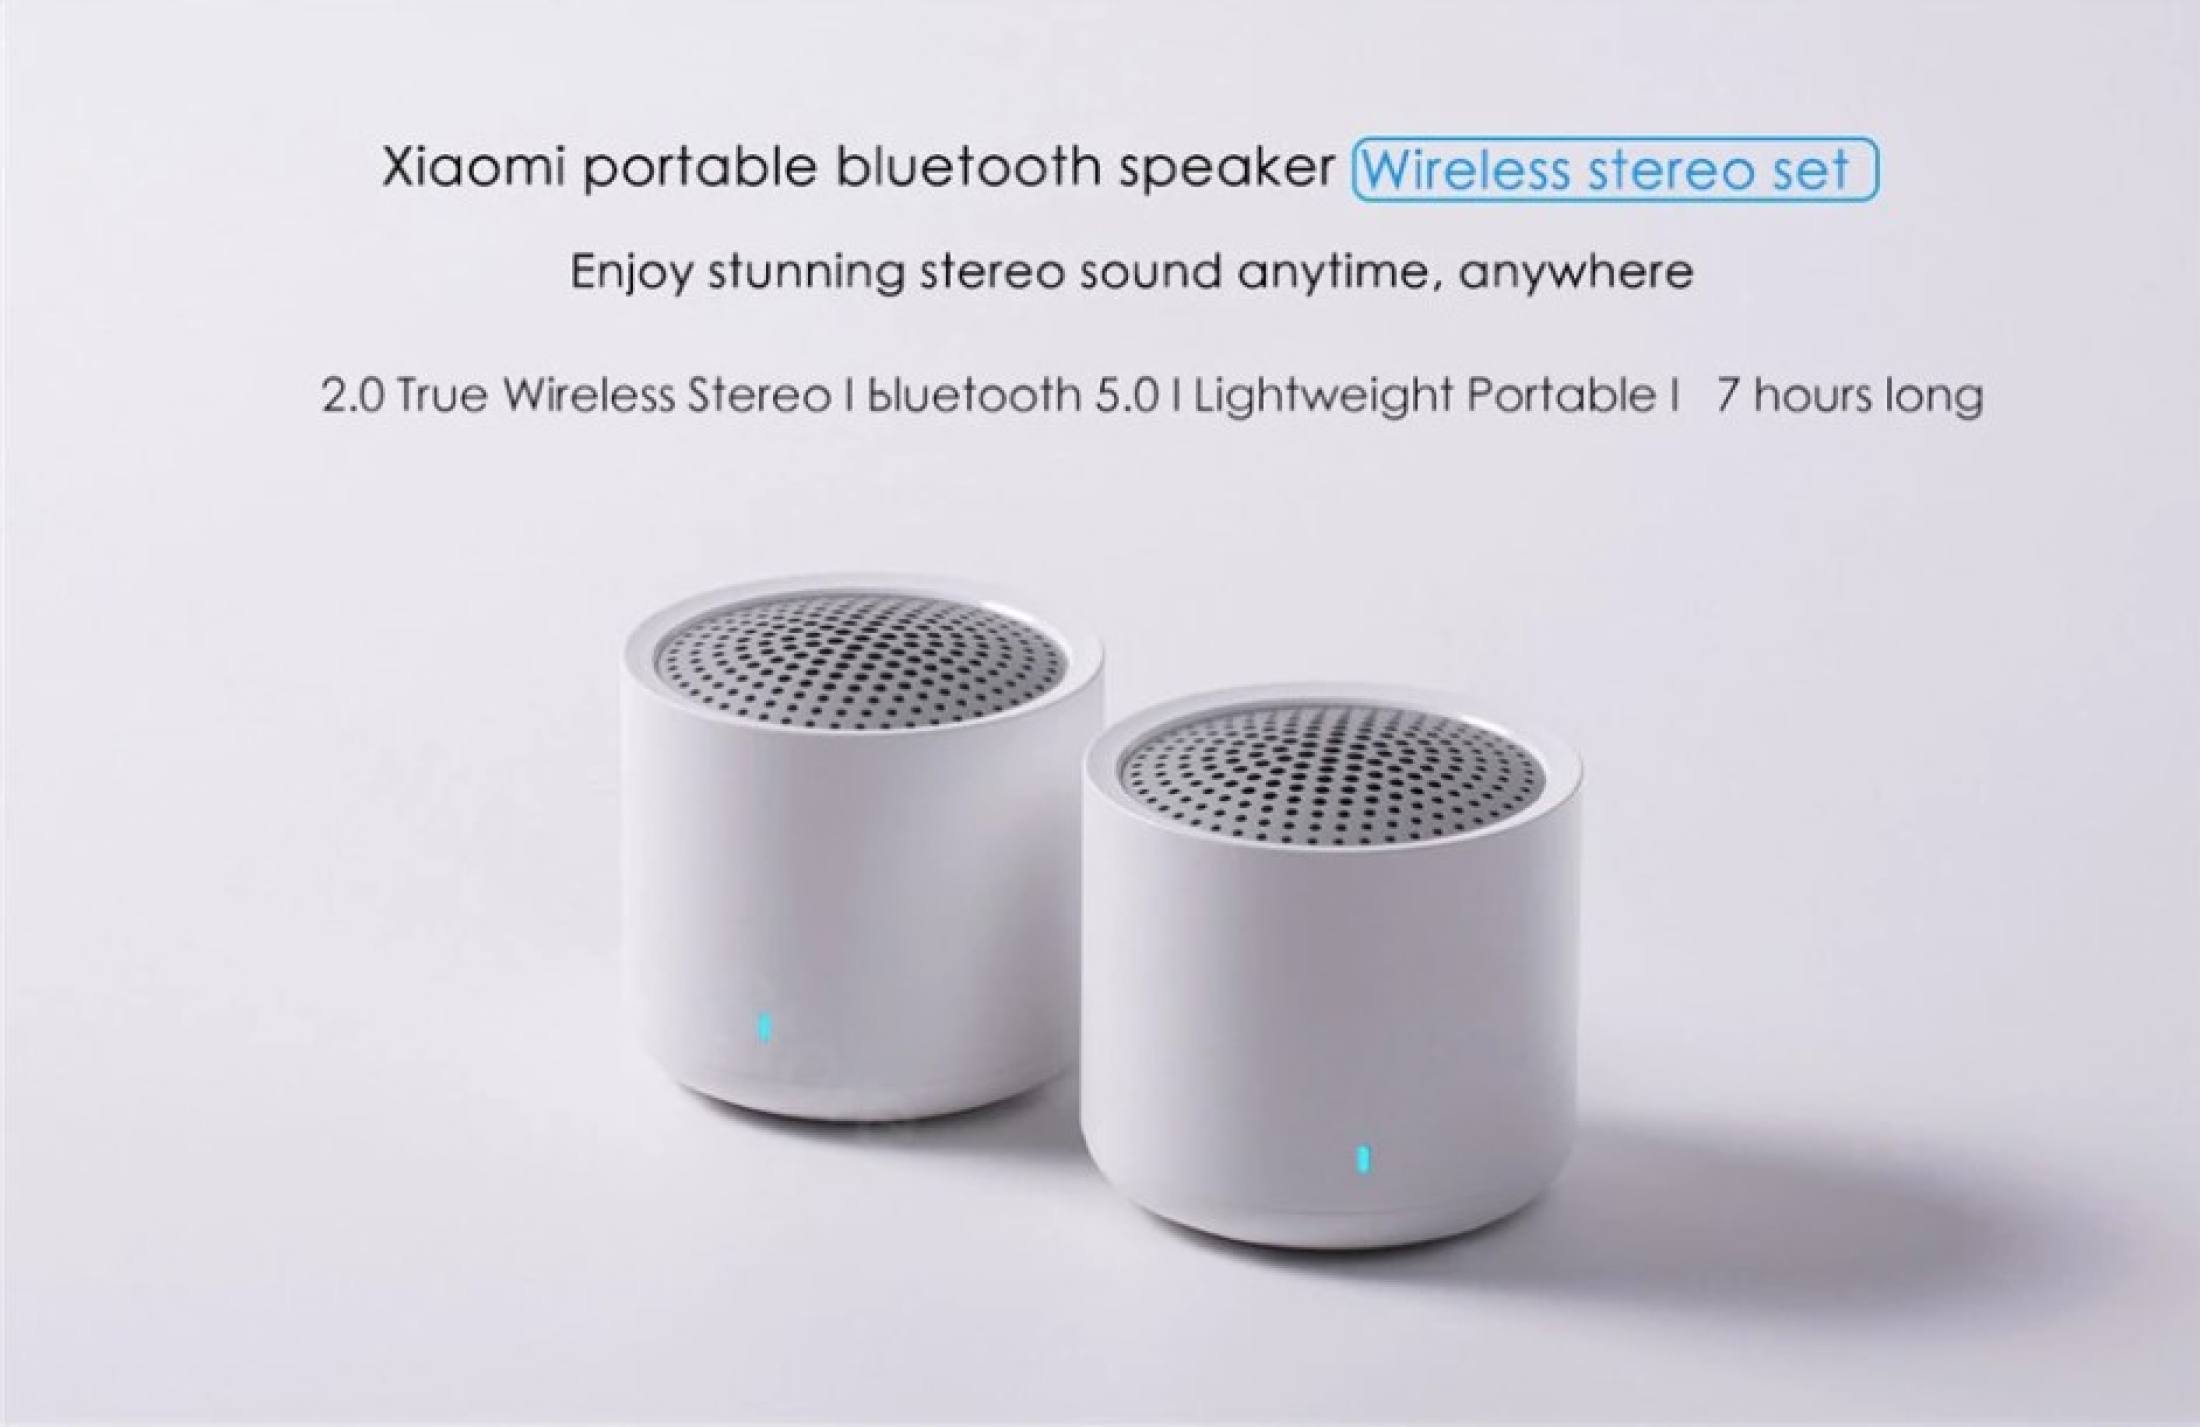 Xiaomi portable bluetooth speaker Wireless stereo set
Enjoy stunning stereo sound anytime, anywhere
2.0 True Wireless Stereo I bluetooth 5.0 I Lightweight Portable I 7 hours long